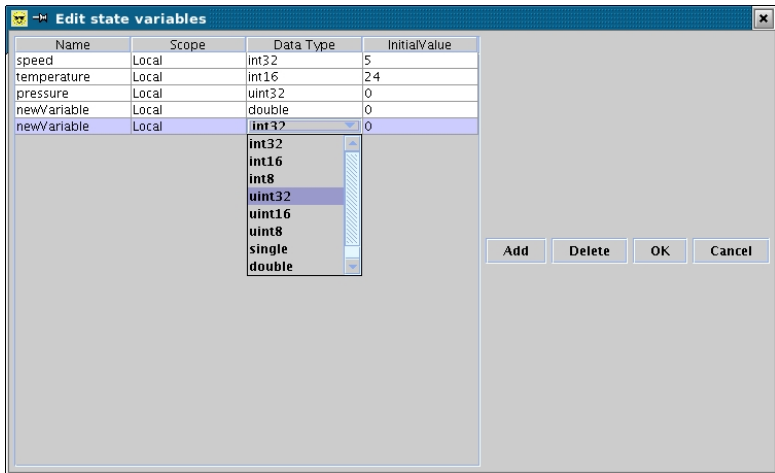 Edit state variables
Name Scope Data Type InitialValue
speed Local int32 5
temperature Local int16 24
pressure Local uint32 0
newVariable Local double 0
newVariable Local int32 0
int32
int16
int8
uint32
uint16
uint8
single
double
Add Delete OK Cancel